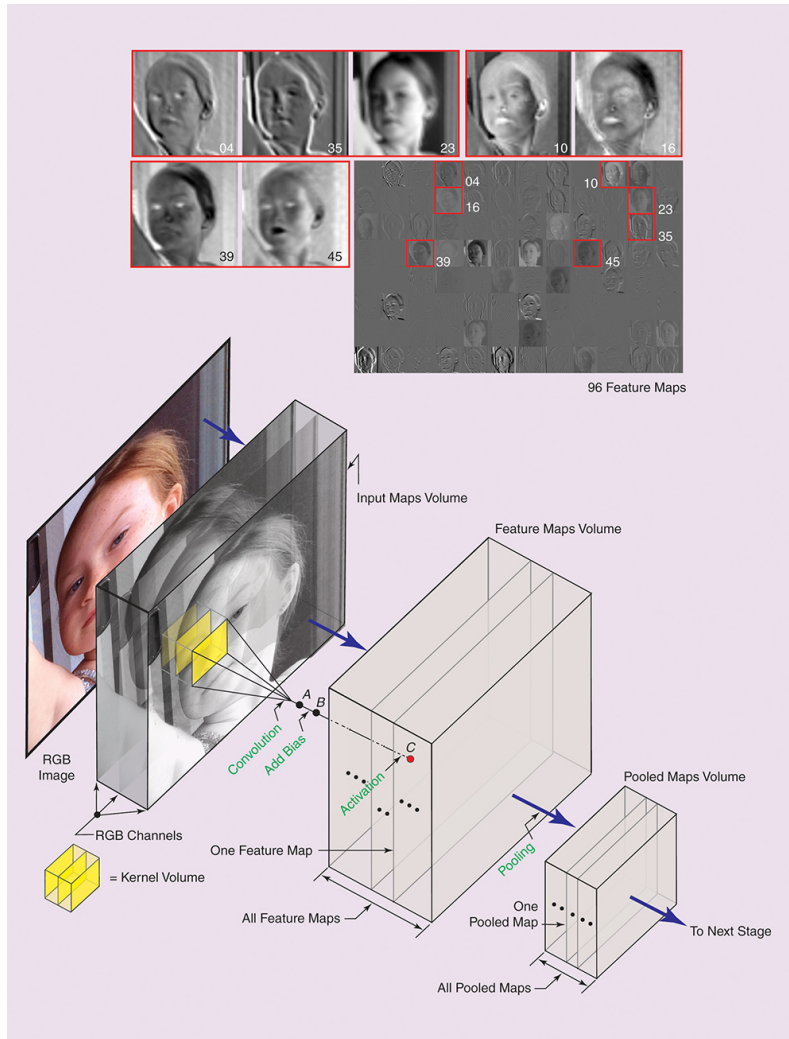 04
35
23
10
16
39
45
04
10
16
23
35
39
45
96 Feature Maps
Input Maps Volume
Feature Maps Volume
A
B
C
Convolution
Add Bias
Activation
RGB
Image
RGB Channels
= Kernel Volume
One Feature Map
All Feature Maps
Pooling
Pooled Maps Volume
One
Pooled Map
To Next Stage
All Pooled Maps